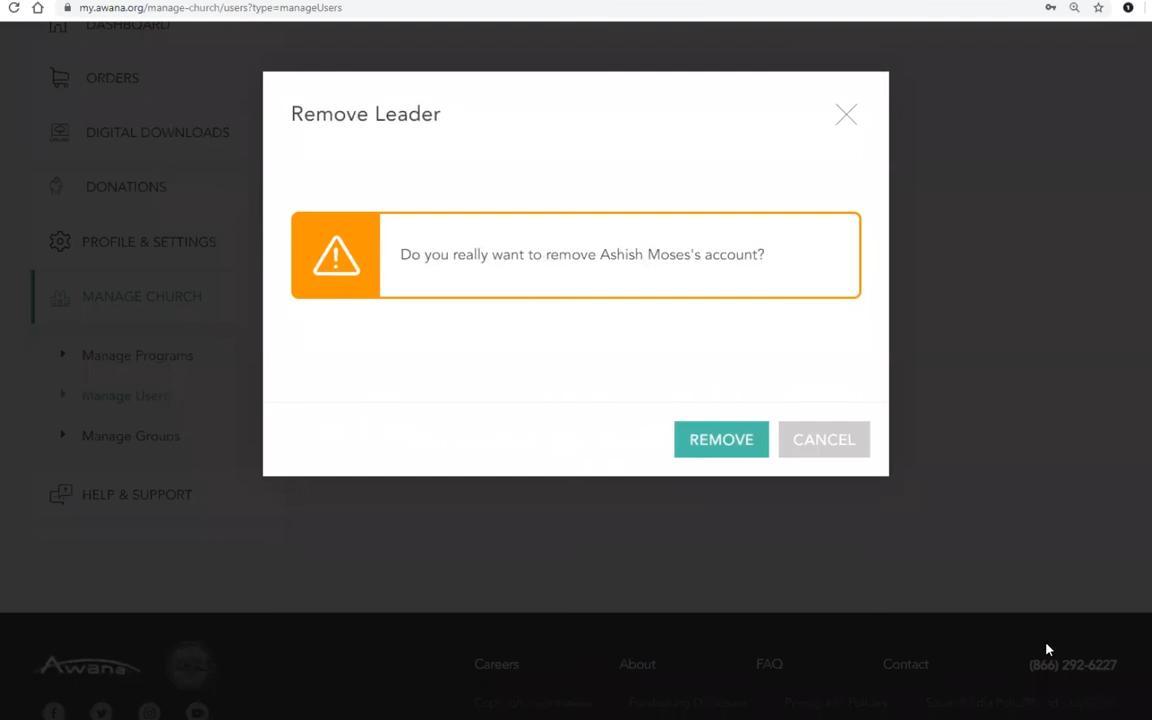 my.awana.org/manage-church/users?type=manageUsers
DASHBOARD
ORDERS
DIGITAL DOWNLOADS
DONATIONS
PROFILE & SETTINGS
MANAGE CHURCH
Manage Programs
Manage Users
Manage Groups
HELP & SUPPORT
Remove Leader
Do you really want to remove Ashish Moses's account?
REMOVE CANCEL
Awana
Careers About FAQ Contact (866) 292-6227